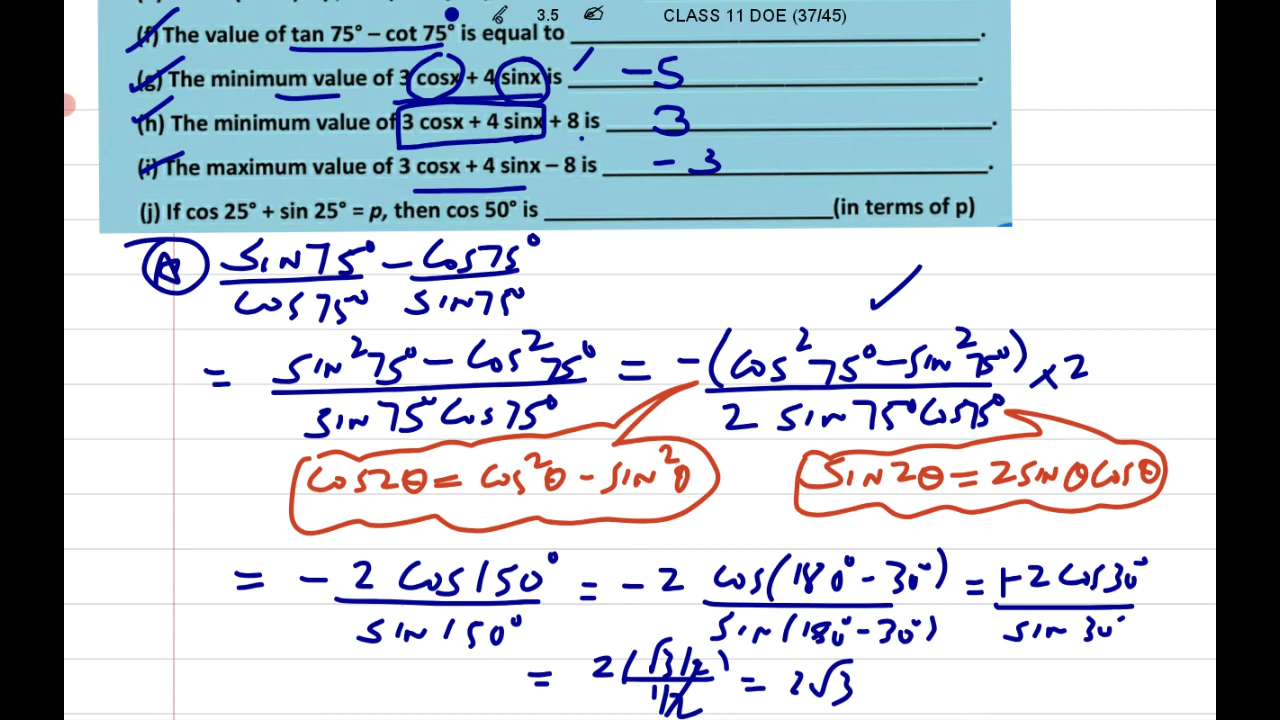 3.5 CLASS 11 DOE (37/45)
(f) The value of tan 75° – cot 75° is equal to ____________.
(g) The minimum value of 3 cosx + 4 sinx is ____________. −5
(h) The minimum value of 3 cosx + 4 sinx + 8 is ____________. 3
(i) The maximum value of 3 cosx + 4 sinx – 8 is ____________. −3
(j) If cos 25° + sin 25° = p, then cos 50° is ____________(in terms of p)
sin75°/cos75° − cos75°/sin75°
= (sin²75° − cos²75°)/(sin75° cos75°) = −(cos²75° − sin²75°)/(2 sin75° cos75°) × 2
cos2θ = cos²θ − sin²θ sin2θ = 2sinθcosθ
= −2 cos150°/sin150° = −2 cos(180° − 30°)/sin(180° − 30°) = +2 cos30°/sin30°
= 2(√3/2)/(1/2) = 2√3